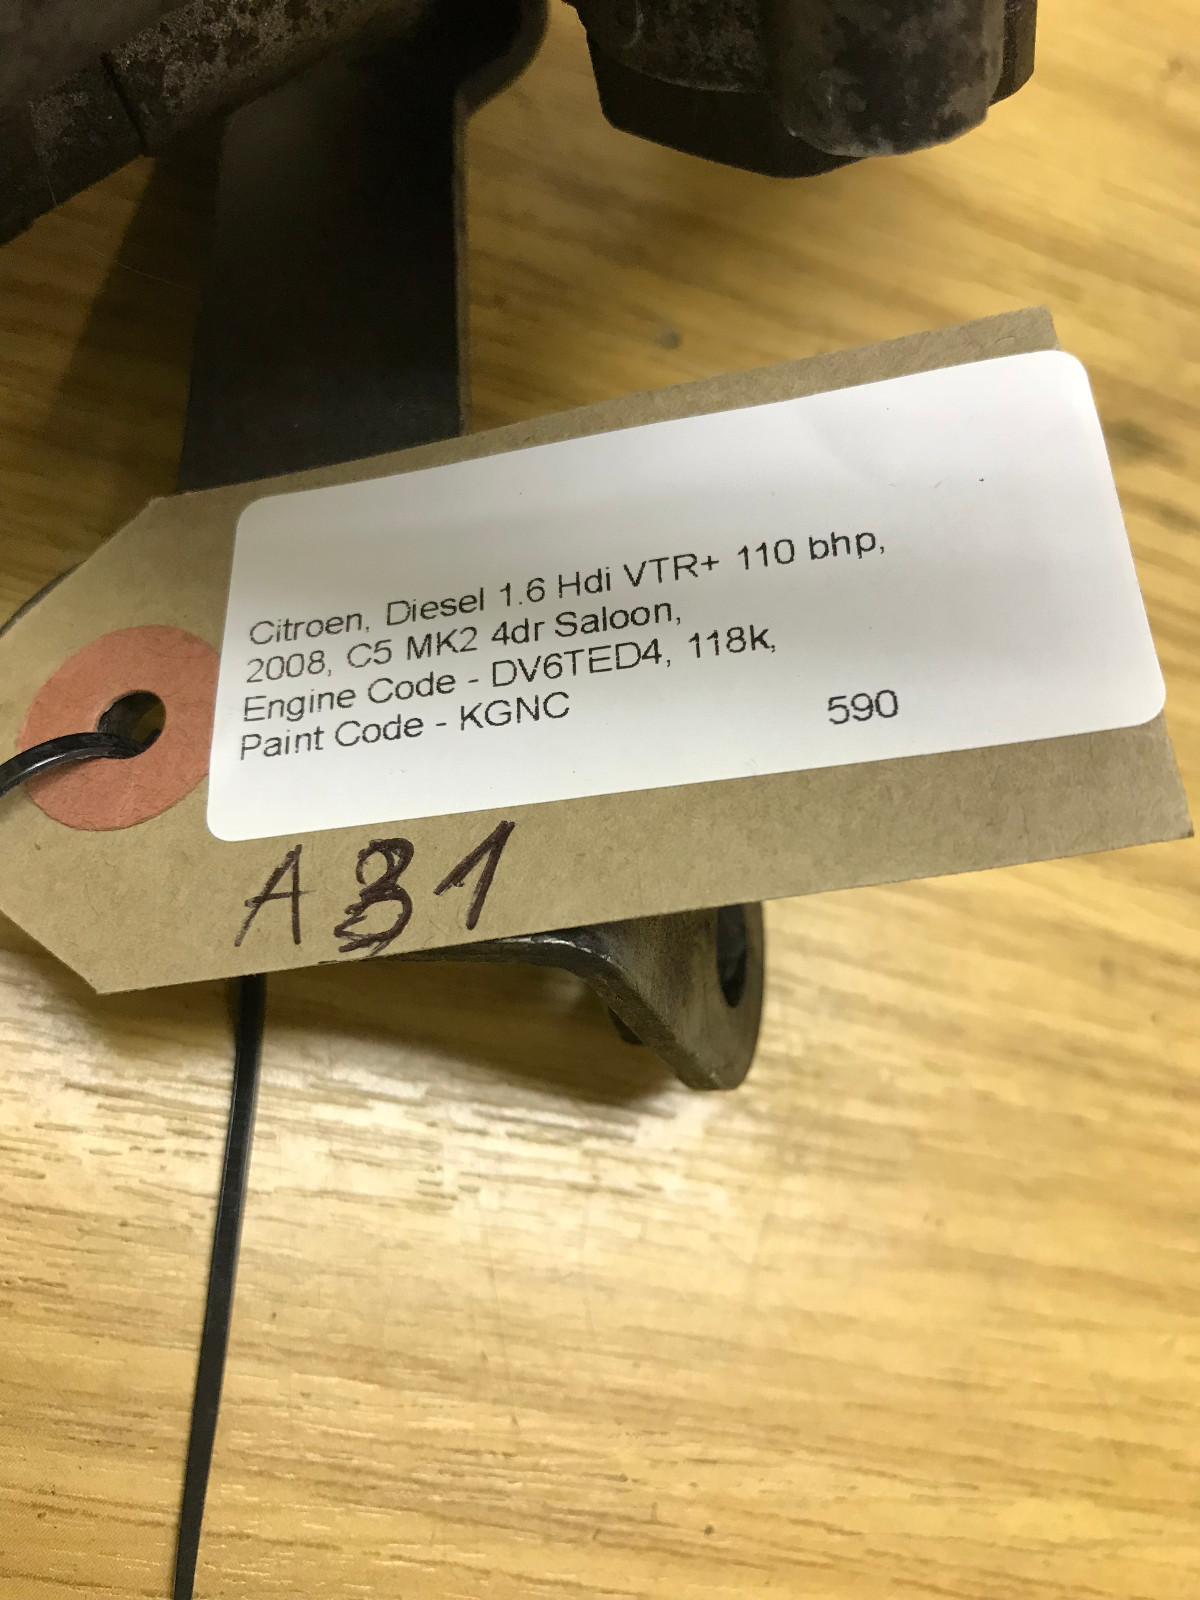 Citroen, Diesel 1.6 Hdi VTR+ 110 bhp,
2008, C5 MK2 4dr Saloon,
Engine Code - DV6TED4, 118k,
Paint Code - KGNC 590
A31